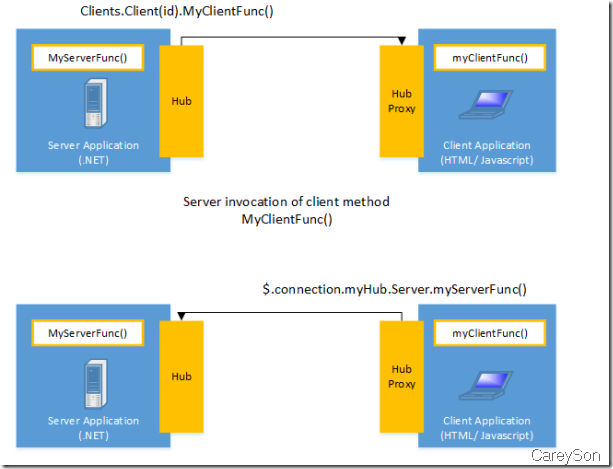 Clients.Client(id).MyClientFunc()
MyServerFunc()
Hub
Server Application
(.NET)
Hub
Proxy
myClientFunc()
Client Application
(HTML/ Javascript)
Server invocation of client method
MyClientFunc()
$.connection.myHub.Server.myServerFunc()
MyServerFunc()
Hub
Server Application
(.NET)
Hub
Proxy
myClientFunc()
Client Application
(HTML/ Javascript)
CareySon